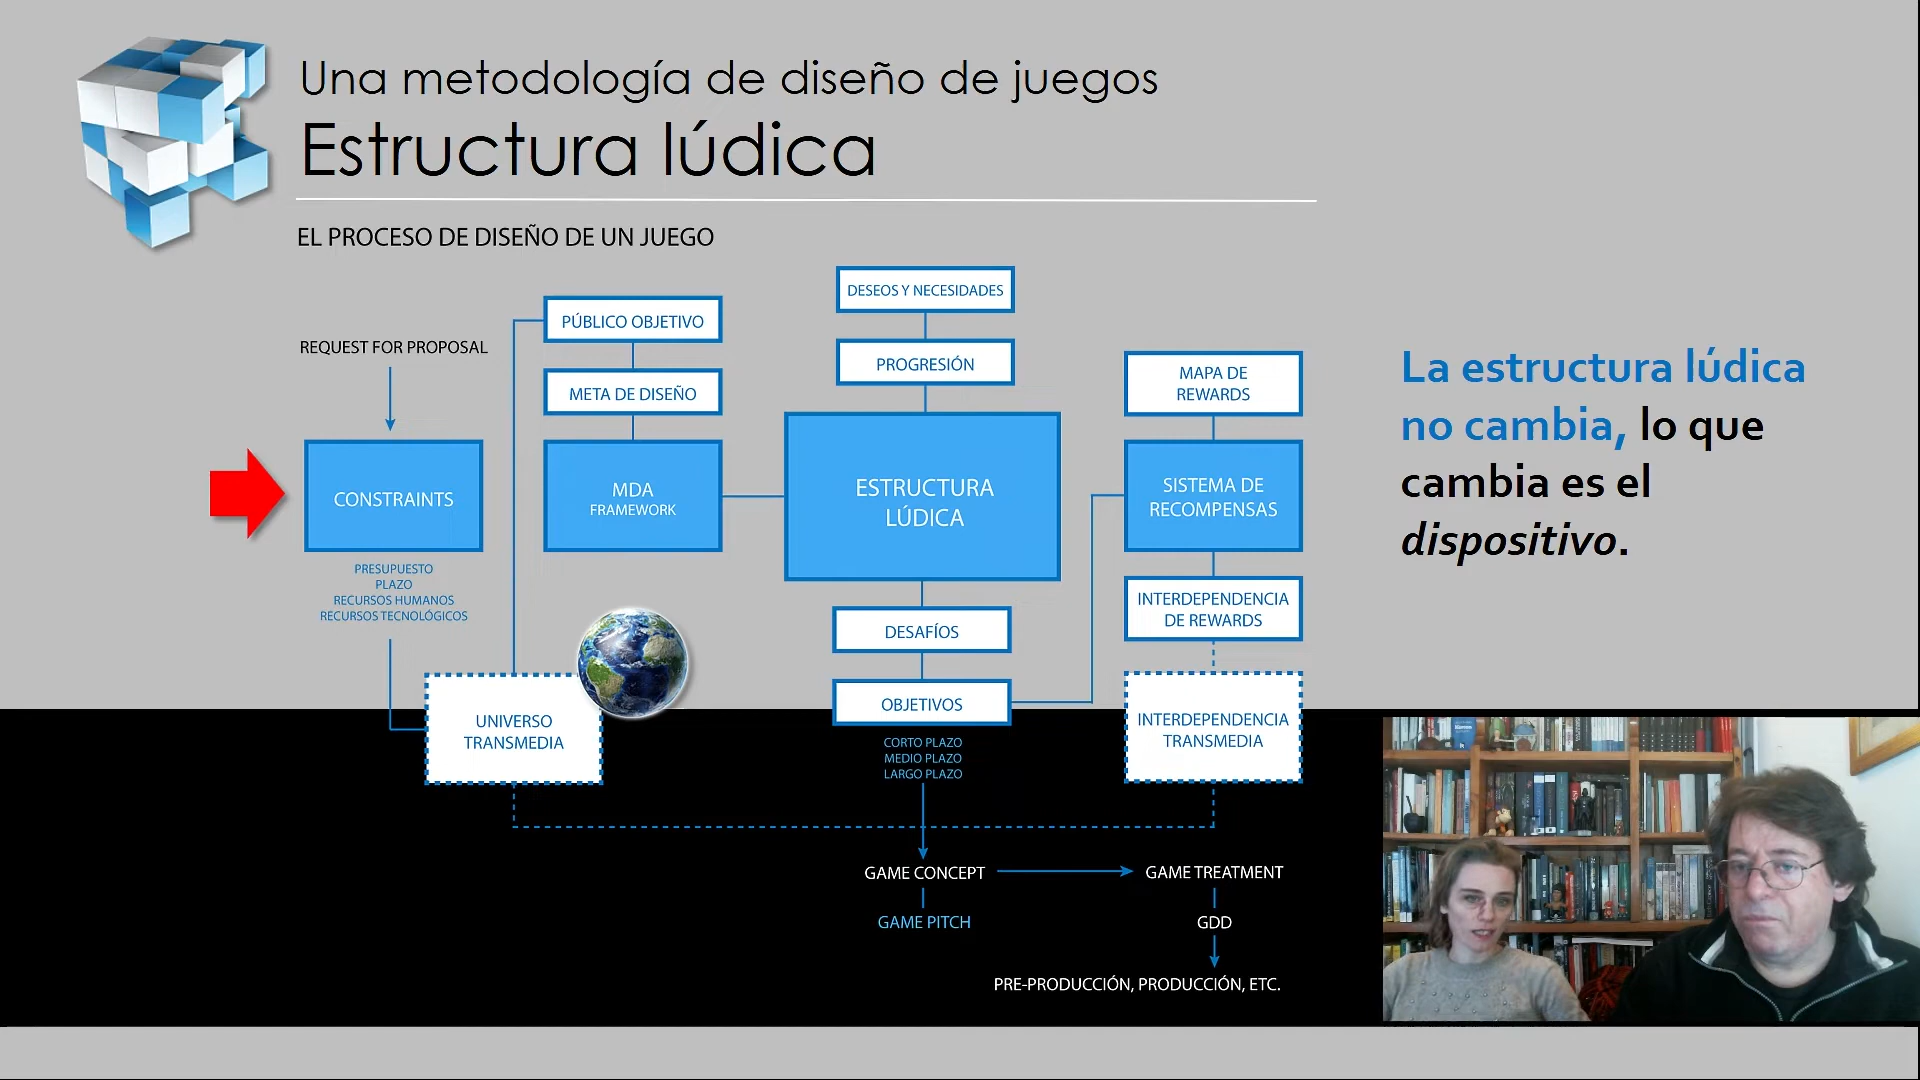 Una metodología de diseño de juegos
Estructura lúdica
EL PROCESO DE DISEÑO DE UN JUEGO
REQUEST FOR PROPOSAL
CONSTRAINTS
PRESUPUESTO
PLAZO
RECURSOS HUMANOS
RECURSOS TECNOLÓGICOS
PÚBLICO OBJETIVO
META DE DISEÑO
MDA
FRAMEWORK
UNIVERSO
TRANSMEDIA
DESEOS Y NECESIDADES
PROGRESIÓN
ESTRUCTURA
LÚDICA
DESAFÍOS
OBJETIVOS
CORTO PLAZO
MEDIO PLAZO
LARGO PLAZO
MAPA DE
REWARDS
SISTEMA DE
RECOMPENSAS
INTERDEPENDENCIA
DE REWARDS
INTERDEPENDENCIA
TRANSMEDIA
GAME CONCEPT
GAME TREATMENT
GAME PITCH
GDD
PRE-PRODUCCIÓN, PRODUCCIÓN, ETC.
La estructura lúdica
no cambia, lo que
cambia es el
dispositivo.